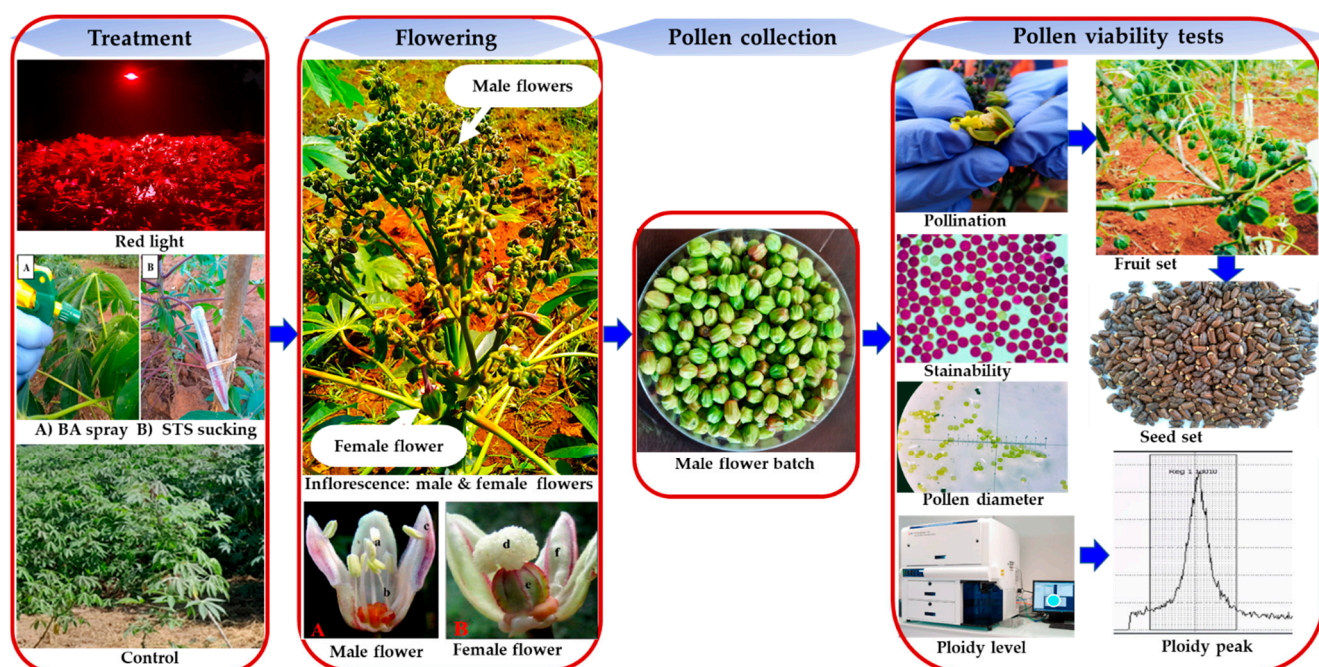 Treatment
Flowering
Pollen collection
Pollen viability tests
Red light
A
B
A) BA spray B) STS sucking
Control
Male flowers
Female flower
Inflorescence: male & female flowers
a
b
c
A
Male flower
d
e
f
B
Female flower
Male flower batch
Pollination
Fruit set
Stainability
Seed set
Pollen diameter
Ploidy level
Ploidy peak